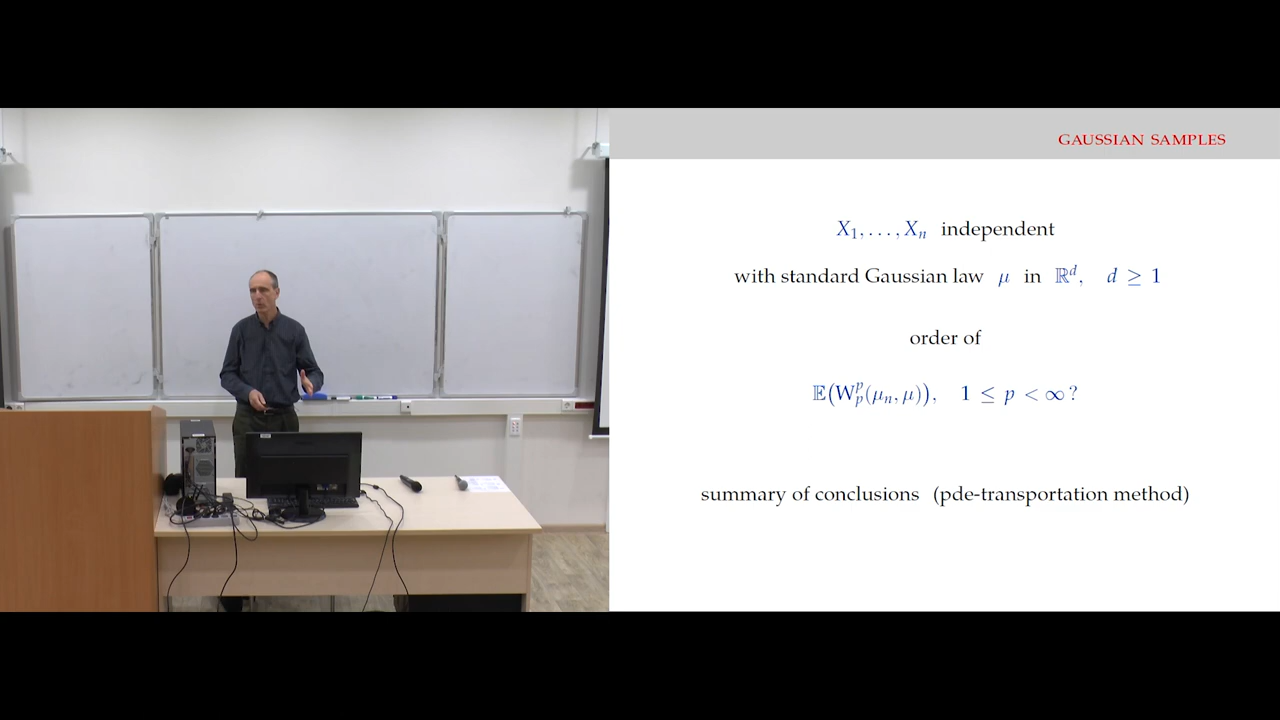 GAUSSIAN SAMPLES
X₁, . . . , Xₙ independent
with standard Gaussian law μ in ℝᵈ, d ≥ 1
order of
𝔼(Wₚᵖ(μₙ, μ)), 1 ≤ p < ∞ ?
summary of conclusions (pde-transportation method)